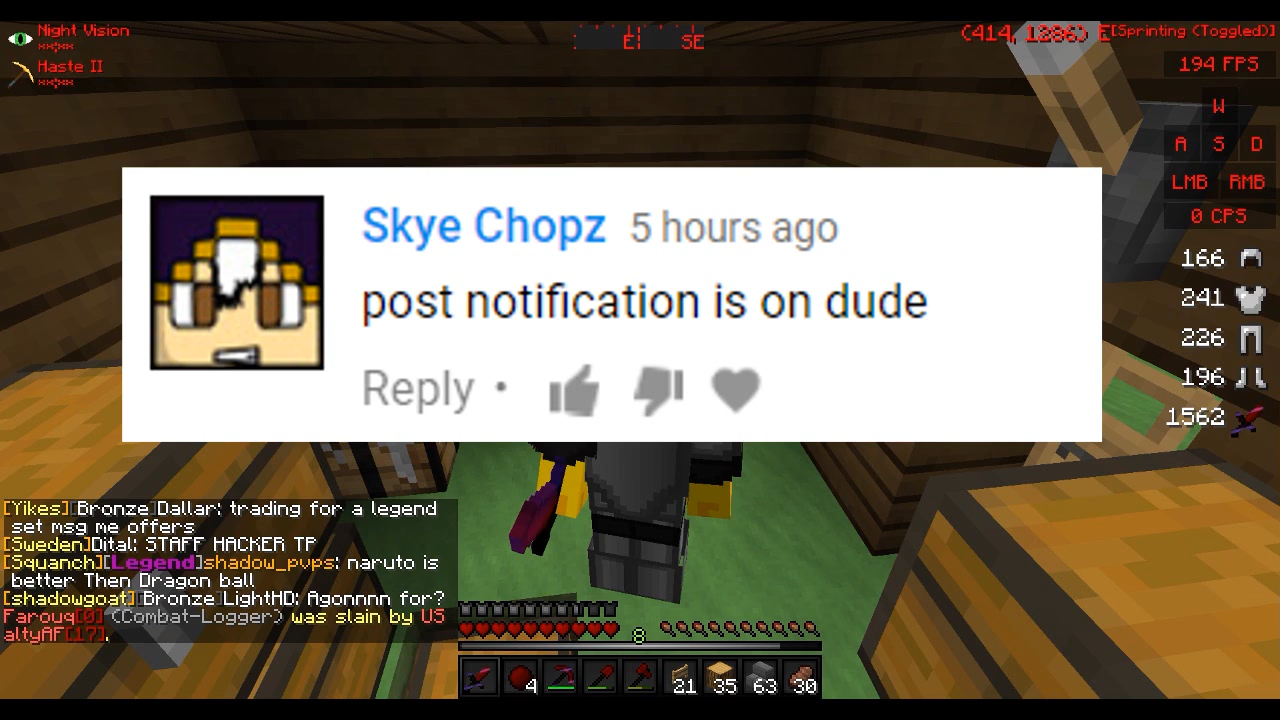 Night Vision
**:**
Haste II
**:**
E SE
(414, 1286) E
[Sprinting (Toggled)]
194 FPS
W
A S D
LMB RMB
0 CPS
166
241
226
196
1562
Skye Chopz 5 hours ago
post notification is on dude
Reply •
[Yikes][Bronze]Dallar: trading for a legend
set msg me offers
[Sweden]Dital: STAFF HACKER TP
[Squanch][Legend]shadow_pvps: naruto is
better Then Dragon ball
[shadowgoat][Bronze]LightHD: Agonnnn for?
Farouq[0] (Combat-Logger) was slain by US
altyAF[17].
8
4 21 35 63 30